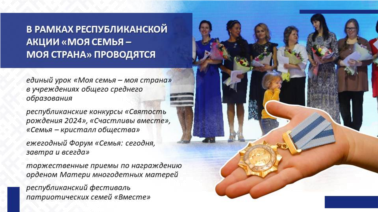 В РАМКАХ РЕСПУБЛИКАНСКОЙ
АКЦИИ «МОЯ СЕМЬЯ –
МОЯ СТРАНА» ПРОВОДЯТСЯ
единый урок «Моя семья – моя страна»
в учреждениях общего среднего
образования
республиканские конкурсы «Святость
рождения 2024», «Счастливы вместе»,
«Семья – кристалл общества»
ежегодный Форум «Семья: сегодня,
завтра и всегда»
торжественные приемы по награждению
орденом Матери многодетных матерей
республиканский фестиваль
патриотических семей «Вместе»